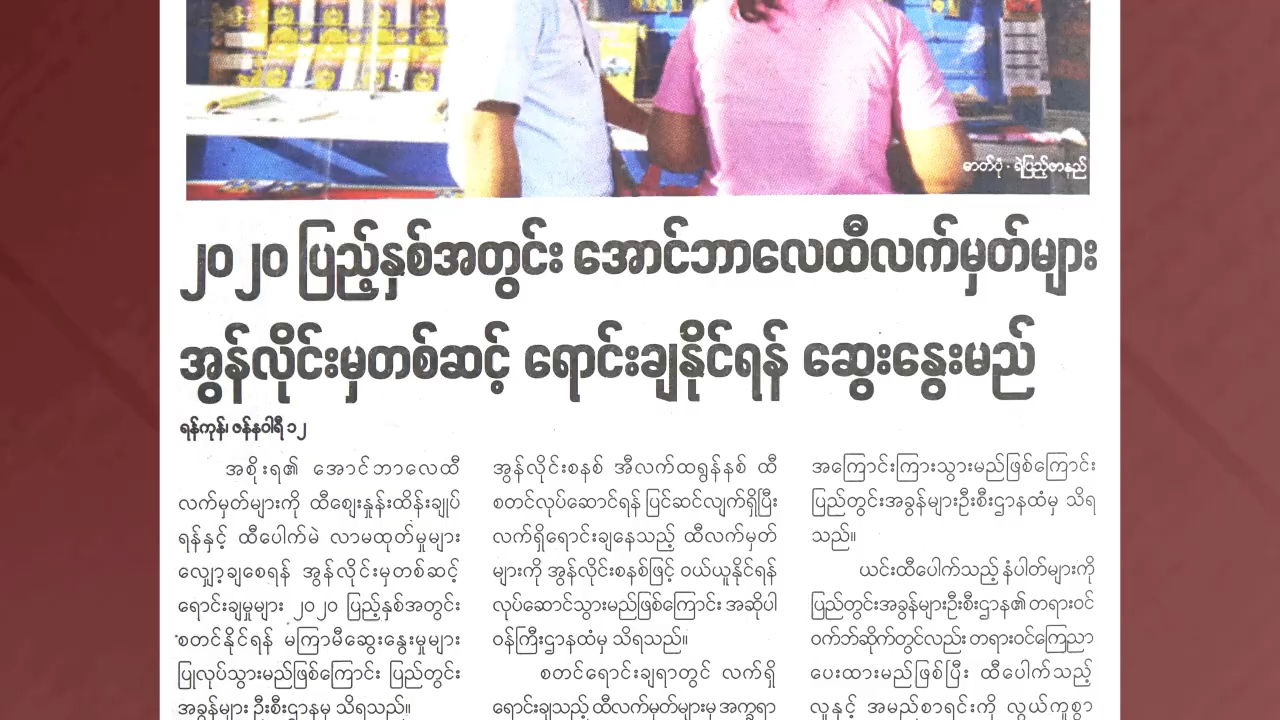 ဓာတ်ပုံ - ရဲပြည့်ဇာနည်
၂၀၂၀ ပြည့်နှစ်အတွင်း အောင်ဘာလေထီလက်မှတ်များ
အွန်လိုင်းမှတစ်ဆင့် ရောင်းချနိုင်ရန် ဆွေးနွေးမည်
ရန်ကုန်၊ ဇန်နဝါရီ ၁၂
အစိုးရ၏ အောင်ဘာလေထီ
လက်မှတ်များကို ထီဈေးနှုန်းထိန်းချုပ်
ရန်နှင့် ထီပေါက်မဲ လာမထုတ်မှုများ
လျှော့ချစေရန် အွန်လိုင်းမှတစ်ဆင့်
ရောင်းချမှုများ ၂၀၂၀ ပြည့်နှစ်အတွင်း
စတင်နိုင်ရန် မကြာမီဆွေးနွေးမှုများ
ပြုလုပ်သွားမည်ဖြစ်ကြောင်း ပြည်တွင်း
အခွန်များ ဦးစီးဌာနမှ သိရသည်။
အွန်လိုင်းစနစ် အီလက်ထရွန်နစ် ထီ
စတင်လုပ်ဆောင်ရန် ပြင်ဆင်လျက်ရှိပြီး
လက်ရှိရောင်းချနေသည့် ထီလက်မှတ်
များကို အွန်လိုင်းစနစ်ဖြင့် ဝယ်ယူနိုင်ရန်
လုပ်ဆောင်သွားမည်ဖြစ်ကြောင်း အဆိုပါ
ဝန်ကြီးဌာနထံမှ သိရသည်။
စတင်ရောင်းချရာတွင် လက်ရှိ
ရောင်းချသည့် ထီလက်မှတ်များမှ အက္ခရာ
အကြောင်းကြားသွားမည်ဖြစ်ကြောင်း
ပြည်တွင်းအခွန်များဦးစီးဌာနထံမှ သိရ
သည်။
ယင်းထီပေါက်သည့် နံပါတ်များကို
ပြည်တွင်းအခွန်များဦးစီးဌာန၏ တရားဝင်
ဝက်ဘ်ဆိုက်တွင်လည်း တရားဝင်ကြေညာ
ပေးထားမည်ဖြစ်ပြီး ထီပေါက်သည့်
လူနှင့် အမည်စာရင်းကို လွယ်ကူစွာ